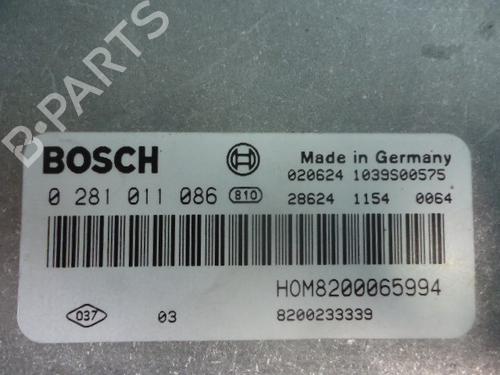 B-PARTS
BOSCH
Made in Germany
020624 1039S00575
0 281 011 086 810
28624 1154 0064
HOM8200065994
037 03 8200233339
B-PARTS